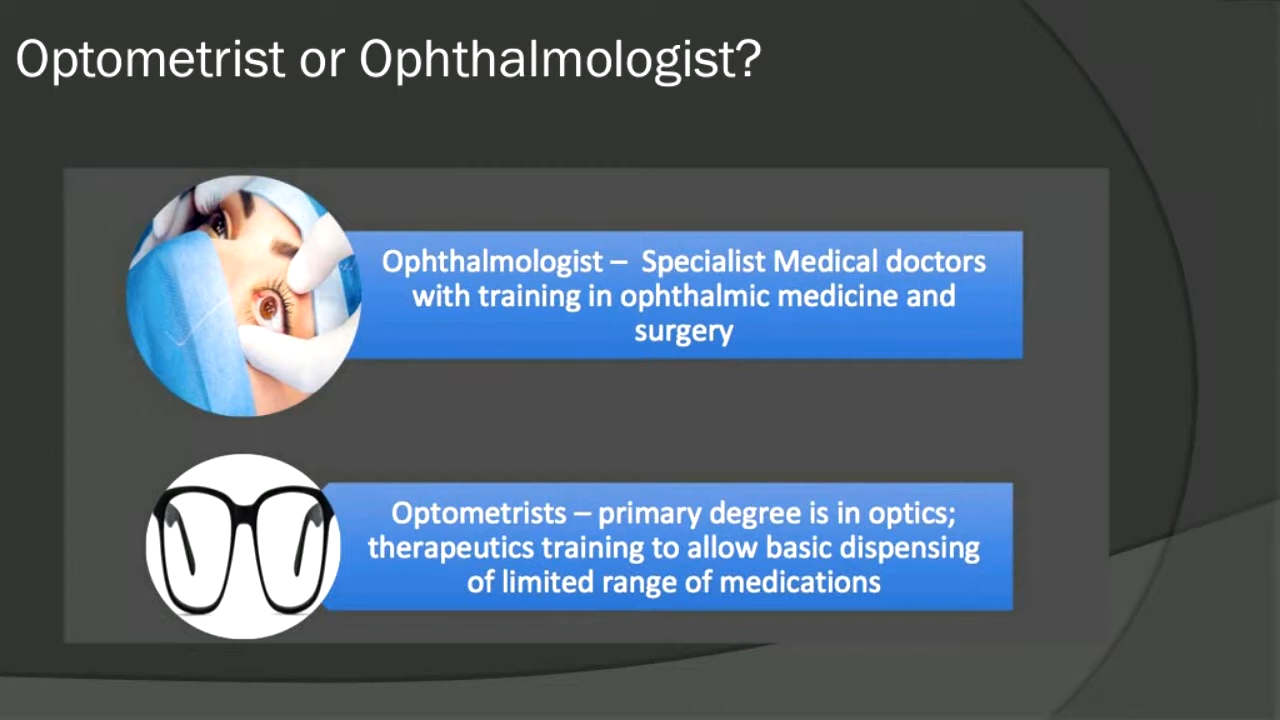 Optometrist or Ophthalmologist?
Ophthalmologist – Specialist Medical doctors
with training in ophthalmic medicine and
surgery
Optometrists – primary degree is in optics;
therapeutics training to allow basic dispensing
of limited range of medications